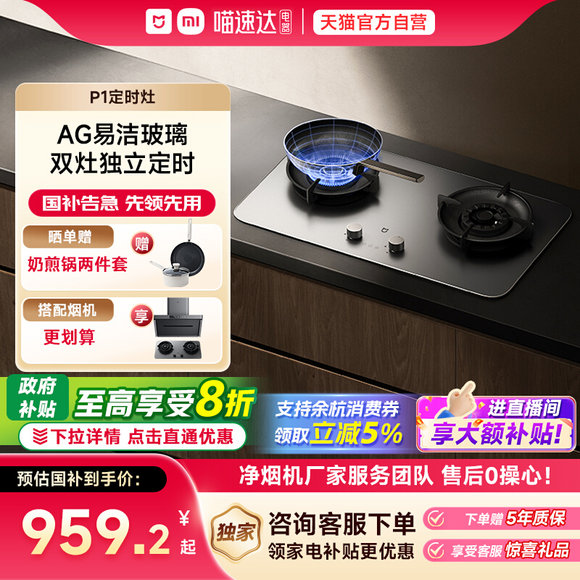 mi 喵速达 电器 天猫官方自营
P1定时灶
AG易洁玻璃
双灶独立定时
国补告急 先领先用
晒单赠
奶煎锅两件套
赠
搭配烟机
更划算
享
政府
补贴
至高享受8折
下拉详情 点击直通优惠
支持余杭消费券
领取立减5%
进直播间
享大额补贴!
预估国补到手价:
959.2
¥
起
净烟机厂家服务团队 售后0操心!
独家
咨询客服下单
领家电补贴更优惠
下单赠 5年质保
享受客服 惊喜礼品